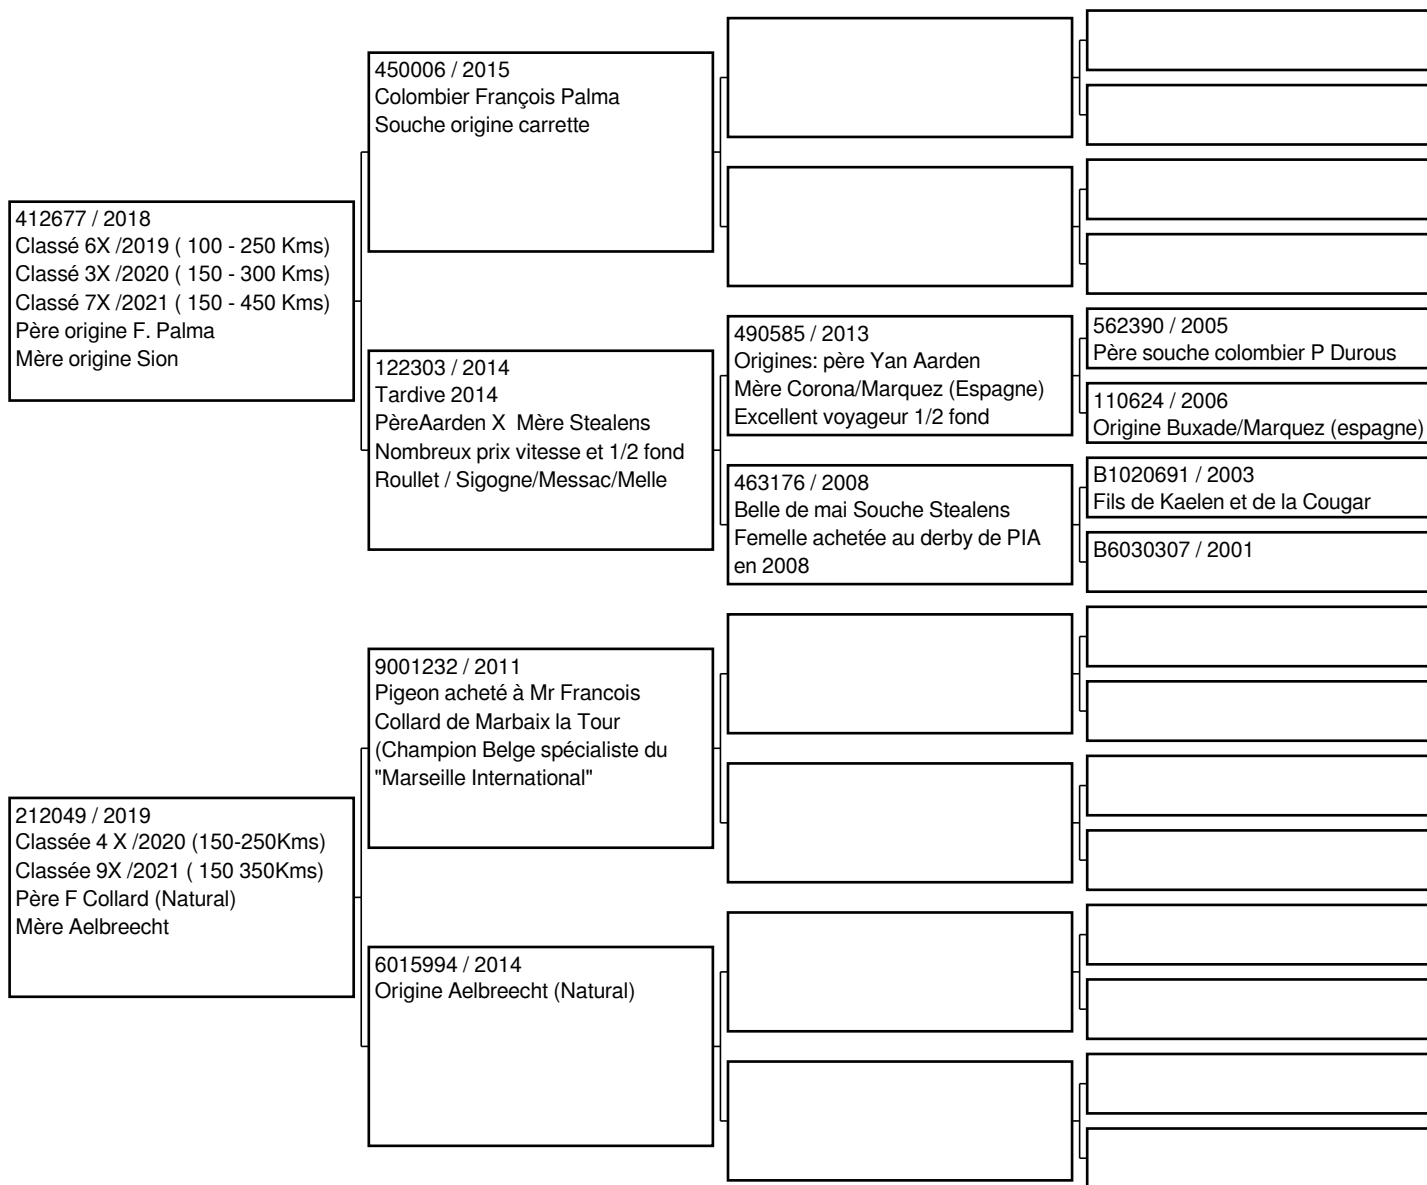 412677 / 2018
Classé 6X /2019 ( 100 - 250 Kms)
Classé 3X /2020 ( 150 - 300 Kms)
Classé 7X /2021 ( 150 - 450 Kms)
Père origine F. Palma
Mère origine Sion
450006 / 2015
Colombier François Palma
Souche origine carrette
122303 / 2014
Tardive 2014
PèreAarden X  Mère Stealens
Nombreux prix vitesse et 1/2 fond
Roullet / Sigogne/Messac/Melle
490585 / 2013
Origines: père Yan Aarden
Mère Corona/Marquez (Espagne)
Excellent voyageur 1/2 fond
463176 / 2008
Belle de mai Souche Stealens
Femelle achetée au derby de PIA
en 2008
562390 / 2005
Père souche colombier P Durous
110624 / 2006
Origine Buxade/Marquez (espagne)
B1020691 / 2003
Fils de Kaelen et de la Cougar
B6030307 / 2001
212049 / 2019
Classée 4 X /2020 (150-250Kms)
Classée 9X /2021 ( 150 350Kms)
Père F Collard (Natural)
Mère Aelbreecht
9001232 / 2011
Pigeon acheté à Mr Francois
Collard de Marbaix la Tour
(Champion Belge spécialiste du
"Marseille International"
6015994 / 2014
Origine Aelbreecht (Natural)